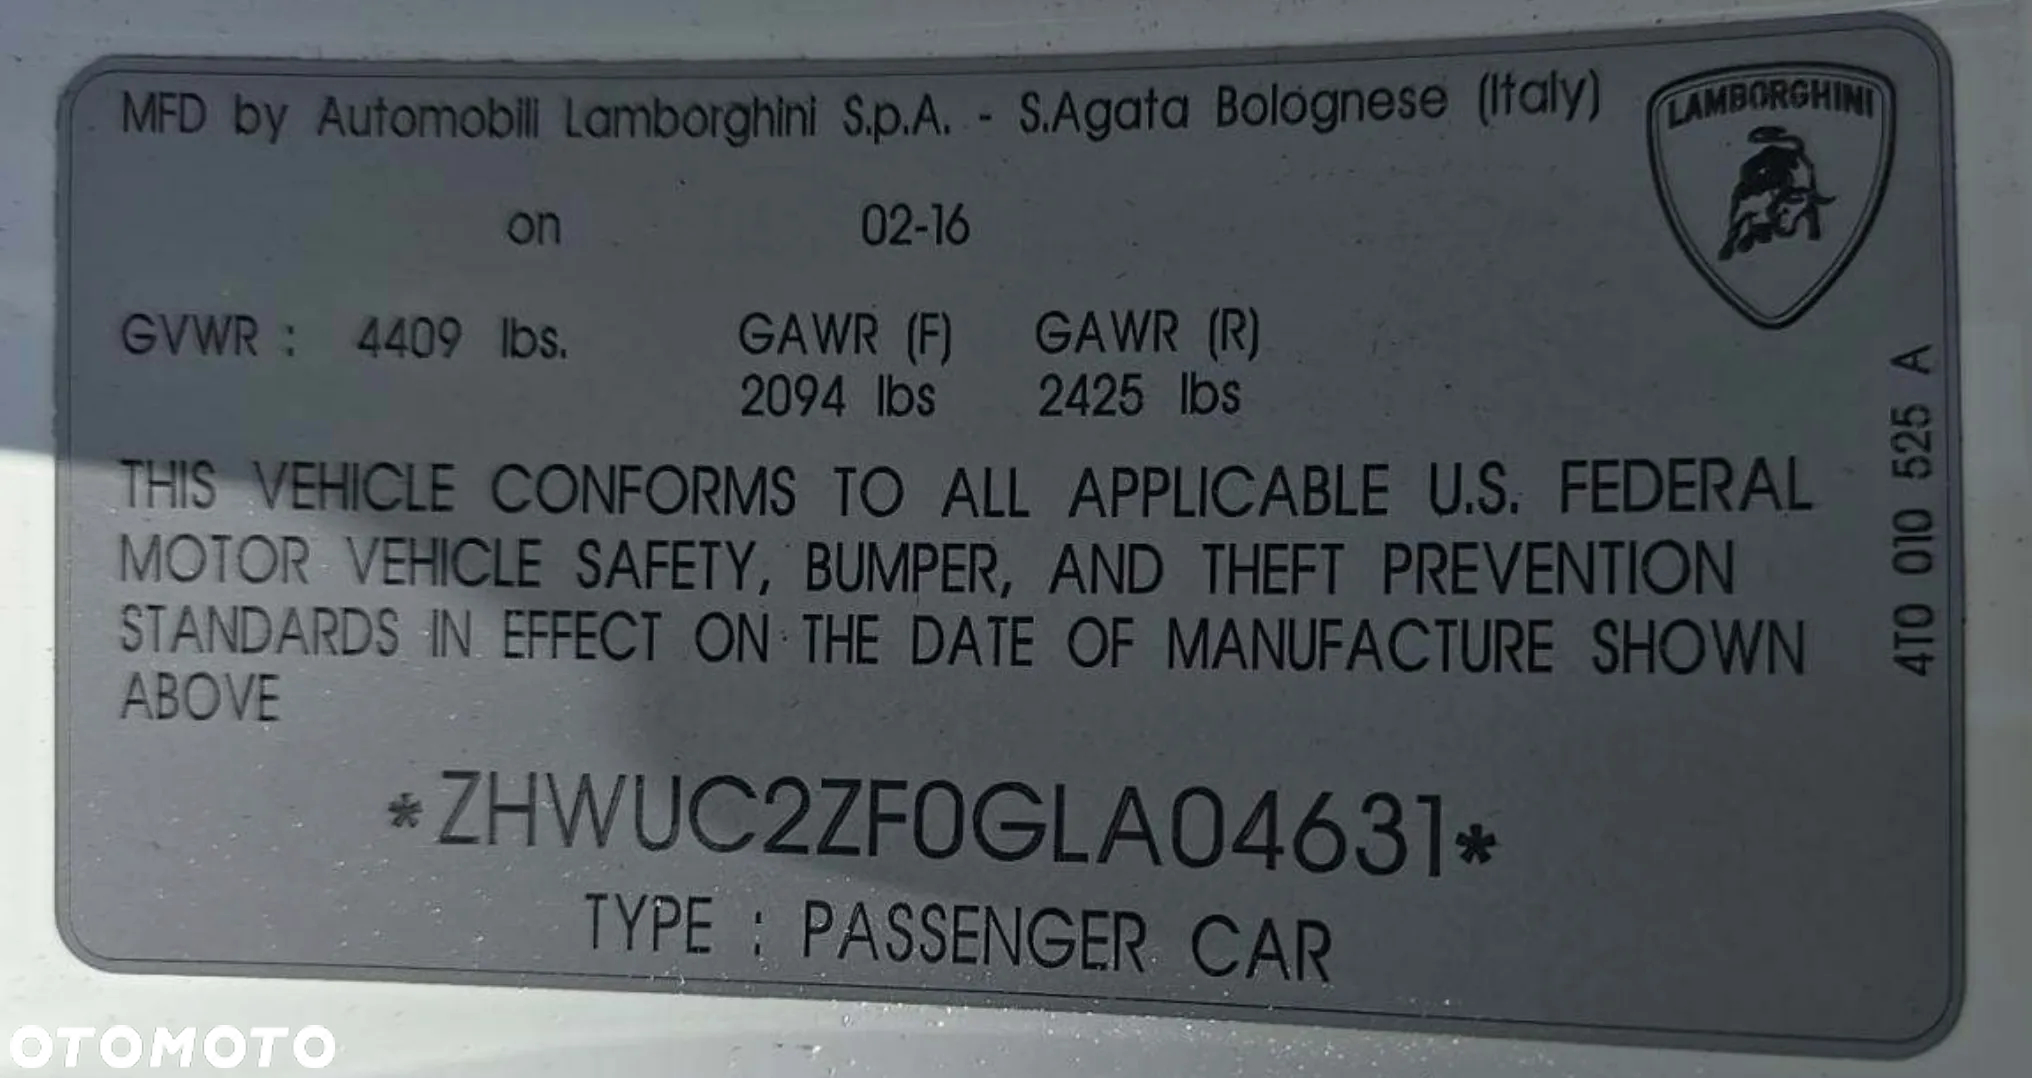 MFD by Automobili Lamborghini S.p.A. - S.Agata Bolognese (Italy)
LAMBORGHINI
on 02-16
GVWR : 4409 lbs. GAWR (F) GAWR (R)
2094 lbs 2425 lbs
THIS VEHICLE CONFORMS TO ALL APPLICABLE U.S. FEDERAL
MOTOR VEHICLE SAFETY, BUMPER, AND THEFT PREVENTION
STANDARDS IN EFFECT ON THE DATE OF MANUFACTURE SHOWN
ABOVE
*ZHWUC2ZF0GLA04631*
TYPE : PASSENGER CAR
4T0 010 525 A
OTOMOTO